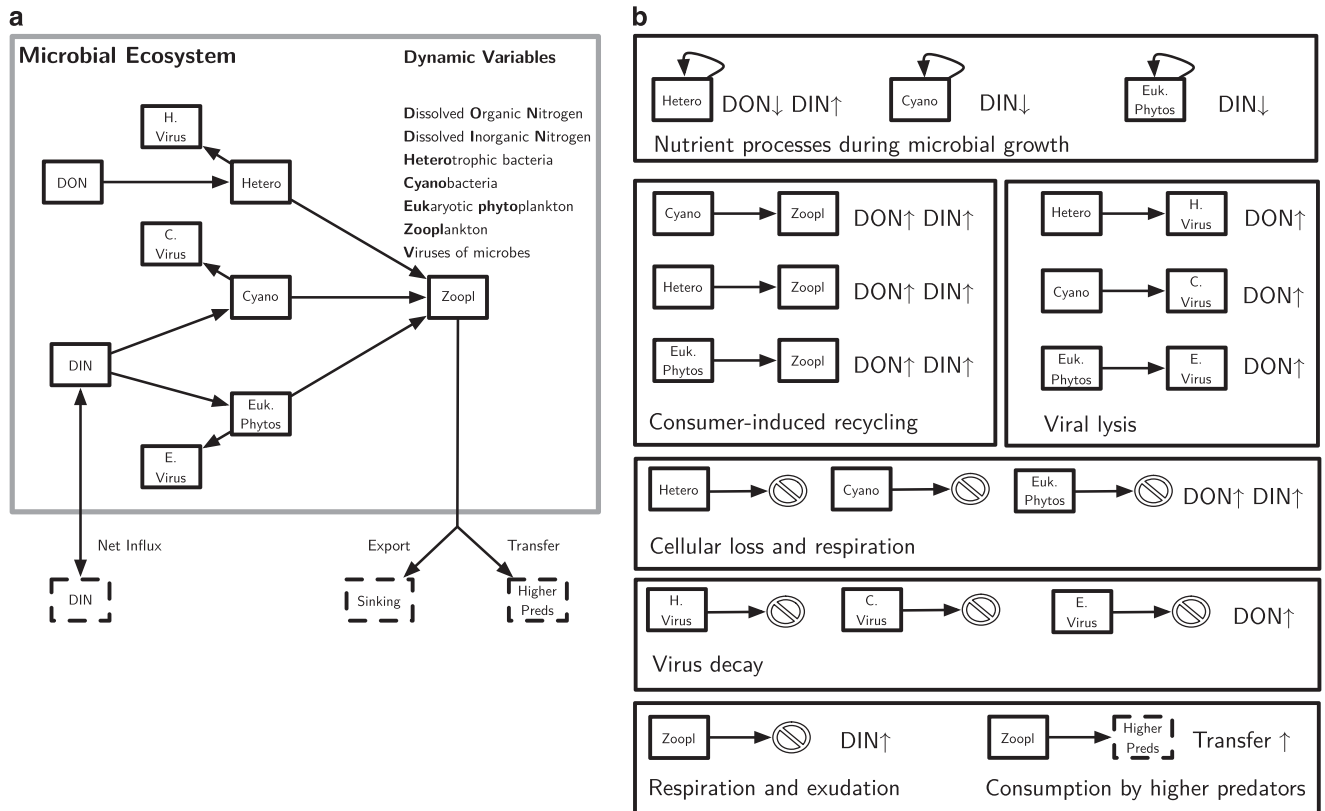 a
Microbial Ecosystem
Dynamic Variables
Dissolved Organic Nitrogen
Dissolved Inorganic Nitrogen
Heterotrophic bacteria
Cyanobacteria
Eukaryotic phytoplankton
Zooplankton
Viruses of microbes
H.
Virus
DON
Hetero
C.
Virus
Cyano
Zoopl
DIN
Euk.
Phytos
E.
Virus
Net Influx
Export
Transfer
DIN
Sinking
Higher
Preds
b
Hetero
DON↓ DIN↑
Cyano
DIN↓
Euk.
Phytos
DIN↓
Nutrient processes during microbial growth
Cyano
Zoopl
DON↑ DIN↑
Hetero
Zoopl
DON↑ DIN↑
Euk.
Phytos
Zoopl
DON↑ DIN↑
Consumer-induced recycling
Hetero
H.
Virus
DON↑
Cyano
C.
Virus
DON↑
Euk.
Phytos
E.
Virus
DON↑
Viral lysis
Hetero
Cyano
Euk.
Phytos
DON↑ DIN↑
Cellular loss and respiration
H.
Virus
C.
Virus
E.
Virus
DON↑
Virus decay
Zoopl
DIN↑
Respiration and exudation
Zoopl
Higher
Preds
Transfer ↑
Consumption by higher predators